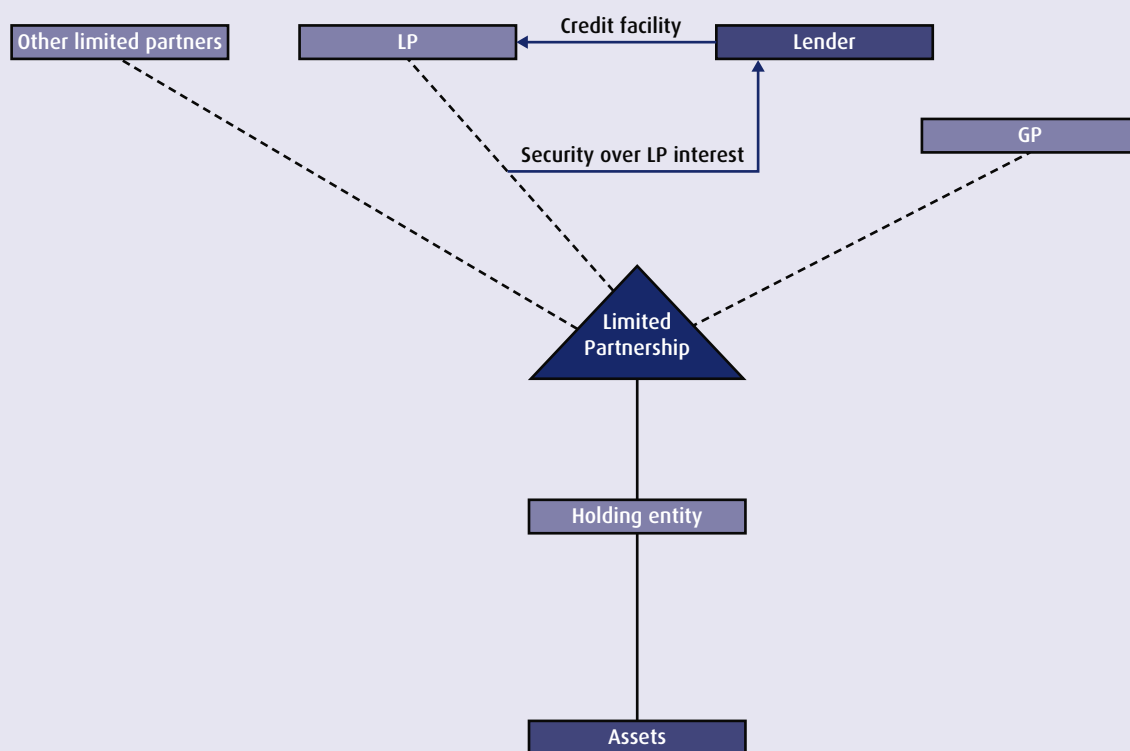 Other limited partners
LP
Credit facility
Lender
GP
Security over LP interest
Limited
Partnership
Holding entity
Assets